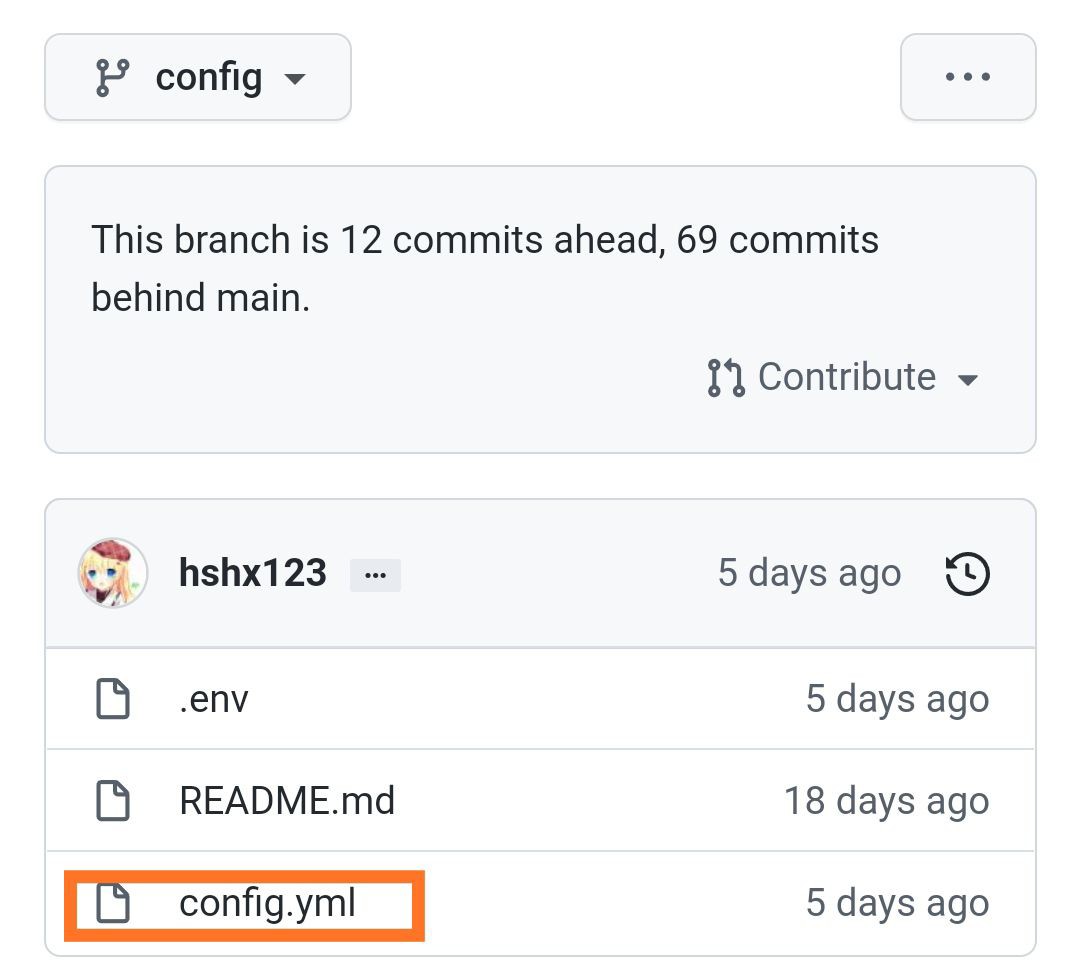 config
This branch is 12 commits ahead, 69 commits
behind main.
Contribute
hshx123 ... 5 days ago
.env 5 days ago
README.md 18 days ago
config.yml 5 days ago